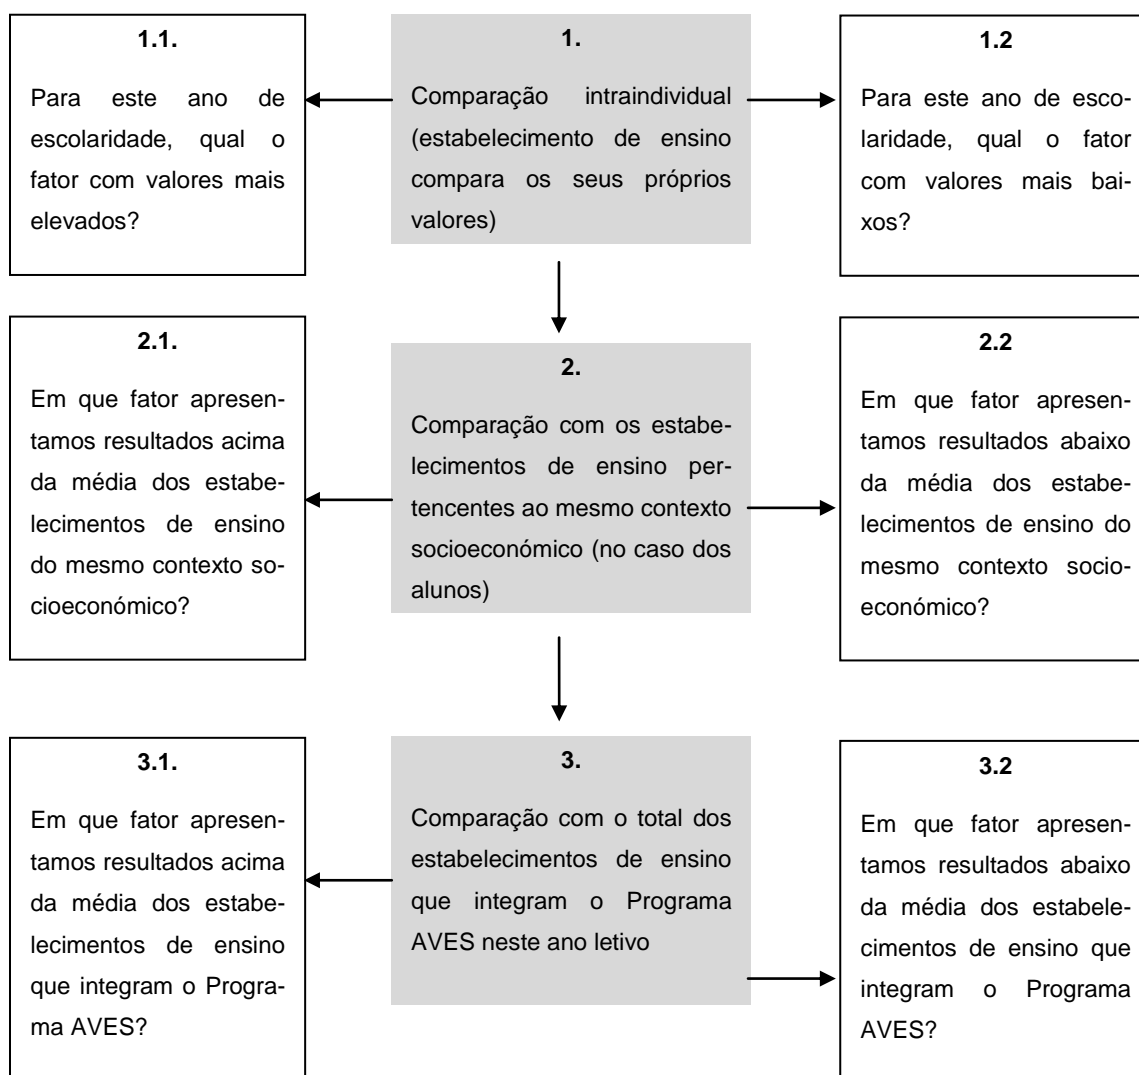 1.1.
Para este ano de
escolaridade, qual o
fator com valores mais
elevados?
1.
Comparação intraindividual
(estabelecimento de ensino
compara os seus próprios
valores)
1.2
Para este ano de esco-
laridade, qual o fator
com valores mais bai-
xos?
2.1.
Em que fator apresen-
tamos resultados acima
da média dos estabe-
lecimentos de ensino
do mesmo contexto so-
cioeconómico?
2.
Comparação com os estabe-
lecimentos de ensino per-
tencentes ao mesmo contexto
socioeconómico (no caso dos
alunos)
2.2
Em que fator apresen-
tamos resultados abaixo
da média dos estabe-
lecimentos de ensino do
mesmo contexto socio-
económico?
3.1.
Em que fator apresen-
tamos resultados acima
da média dos estabe-
lecimentos de ensino
que integram o Progra-
ma AVES?
3.
Comparação com o total dos
estabelecimentos de ensino
que integram o Programa
AVES neste ano letivo
3.2
Em que fator apresen-
tamos resultados abaixo
da média dos estabele-
cimentos de ensino que
integram o Programa
AVES?